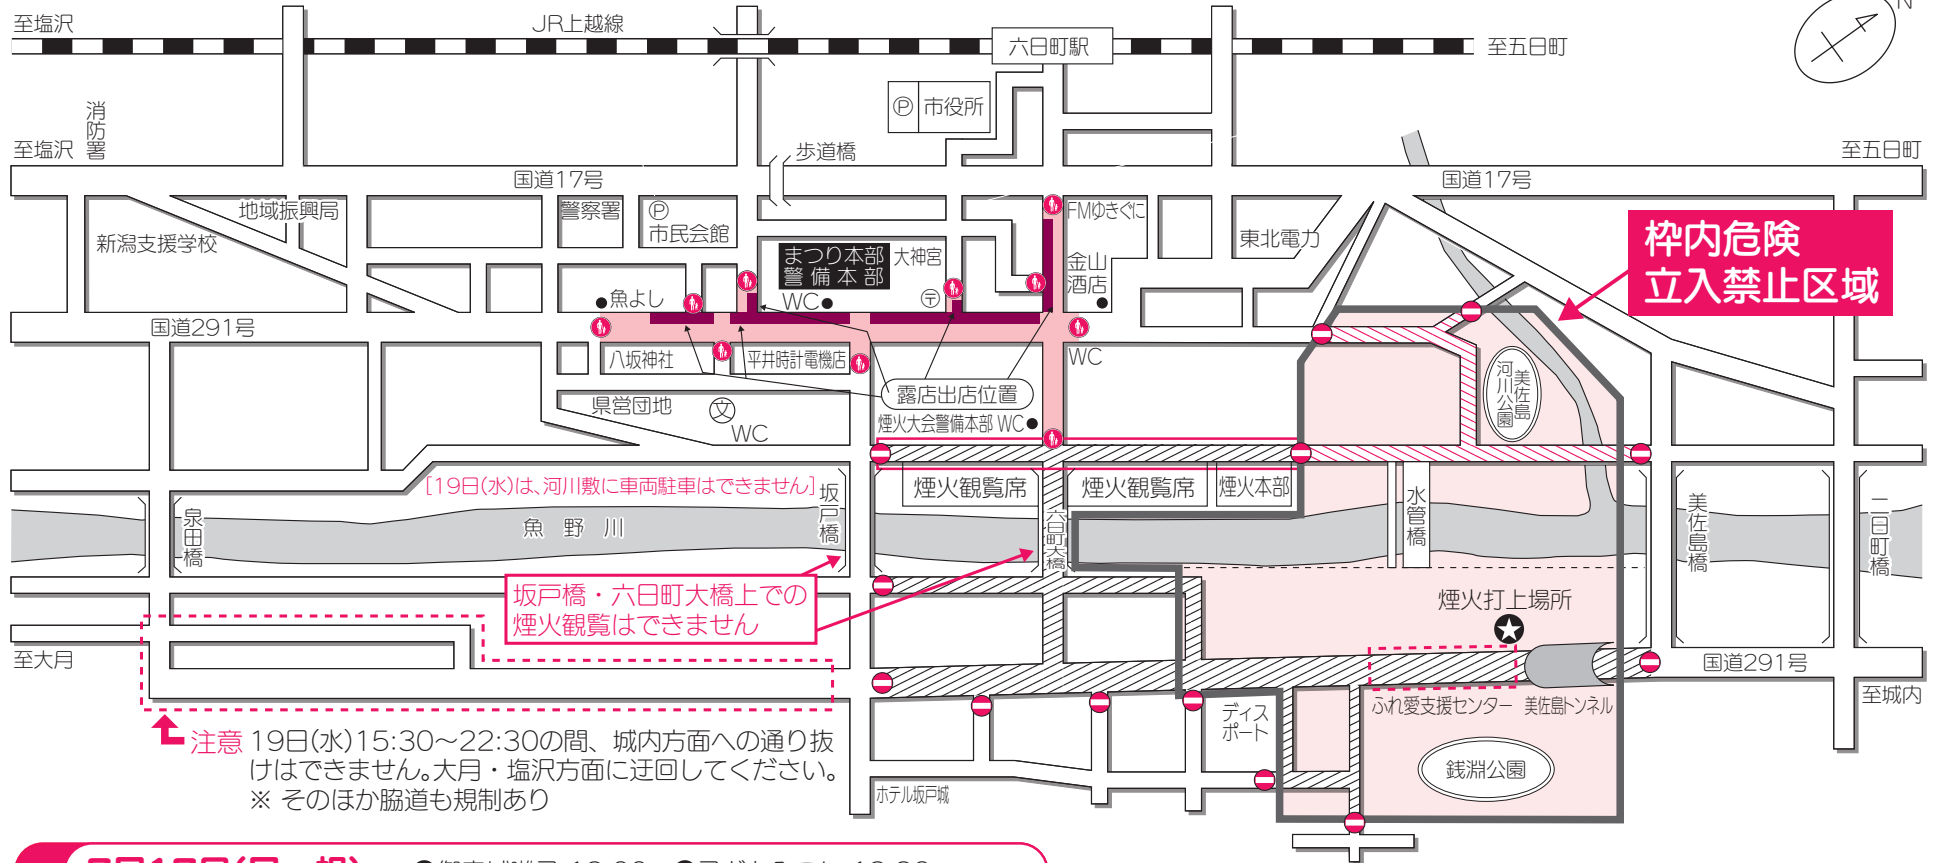 至塩沢
JR上越線
六日町駅
至五日町
N
消防署
Ⓟ 市役所
至塩沢
歩道橋
至五日町
国道17号
国道17号
地域振興局
警察署
Ⓟ
市民会館
FMゆきぐに
新潟支援学校
東北電力
枠内危険
立入禁止区域
まつり本部
警備本部
大神宮
金山
酒店
●魚よし
WC●
〒
国道291号
八坂神社
平井時計電機店
WC
美佐島
河川公園
露店出店位置
県営団地
文
WC
煙火大会警備本部 WC●
[19日(水)は、河川敷に車両駐車はできません]
坂戸橋
煙火観覧席
煙火観覧席
煙火本部
水管橋
泉田橋
魚野川
六日町大橋
美佐島橋
二日町橋
坂戸橋・六日町大橋上での
煙火観覧はできません
煙火打上場所
至大月
国道291号
至城内
ふれ愛支援センター
美佐島トンネル
ディス
ポート
注意 19日(水)15:30〜22:30の間、城内方面への通り抜
けはできません。大月・塩沢方面に迂回してください。
※ そのほか脇道も規制あり
銭淵公園
ホテル坂戸城